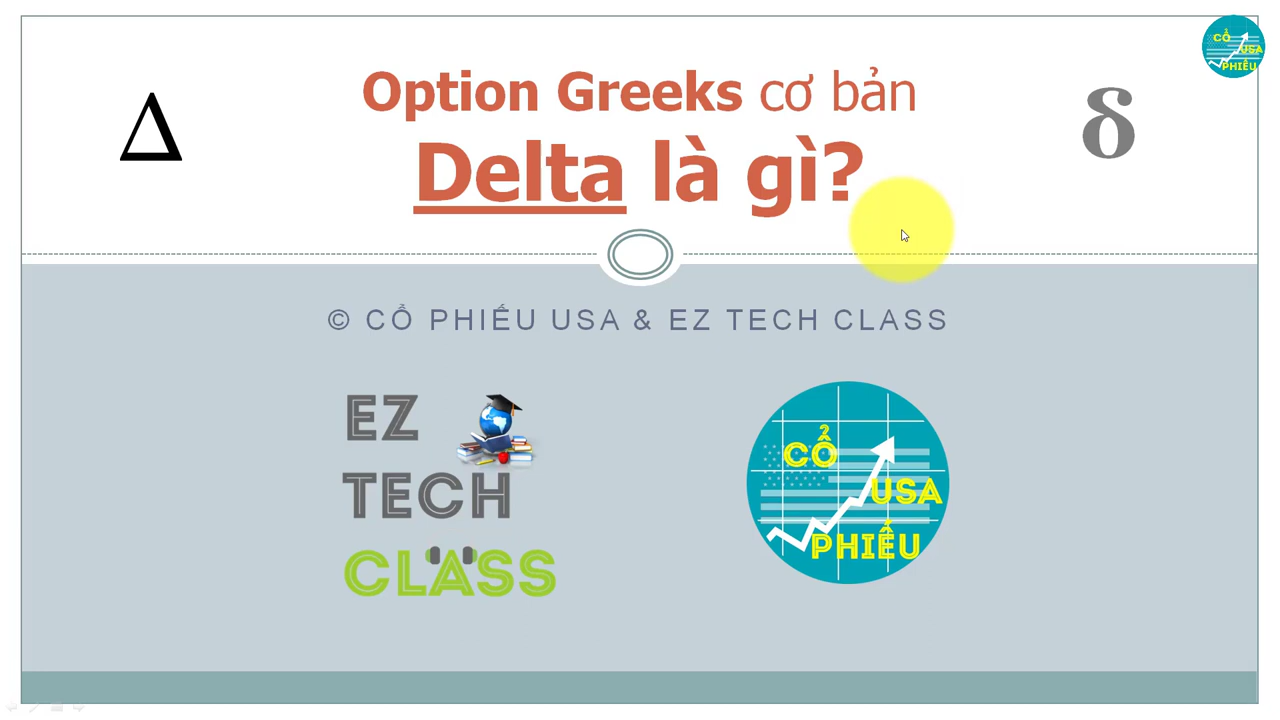 CỔ
USA
PHIẾU
Δ
δ
Option Greeks cơ bản
Delta là gì?
© CỔ PHIẾU USA & EZ TECH CLASS
EZ
TECH
CLASS
CỔ
USA
PHIẾU